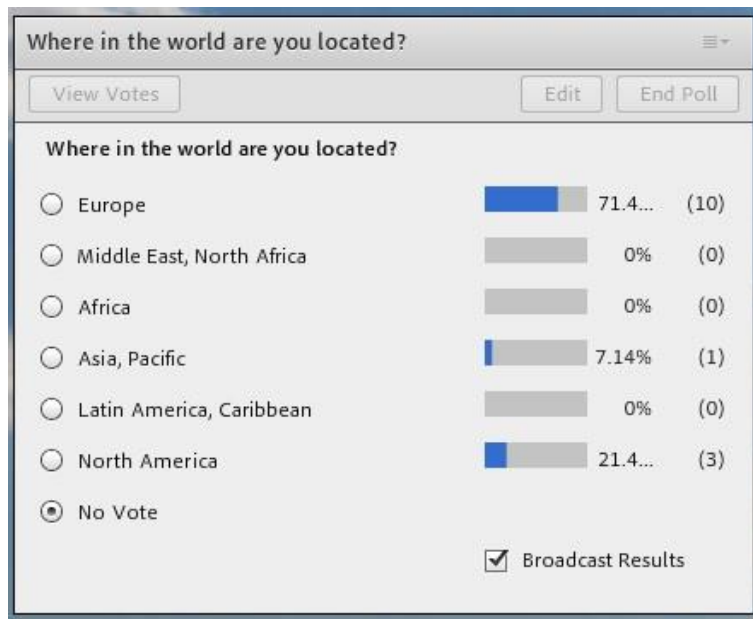 Where in the world are you located?
View Votes Edit End Poll
Where in the world are you located?
Europe 71.4... (10)
Middle East, North Africa 0% (0)
Africa 0% (0)
Asia, Pacific 7.14% (1)
Latin America, Caribbean 0% (0)
North America 21.4... (3)
No Vote
Broadcast Results